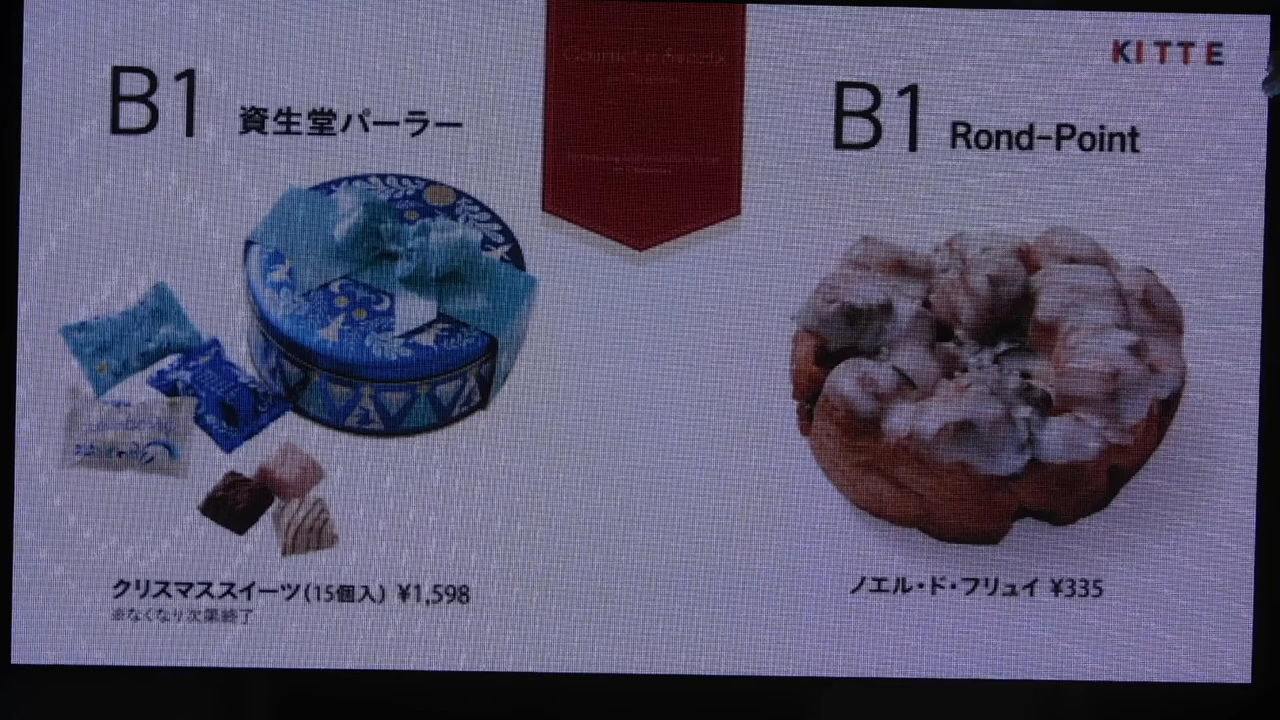 KITTE
B1 資生堂パーラー
B1 Rond-Point
クリスマススイーツ(15個入) ¥1,598
※なくなり次第終了
ノエル・ド・フリュイ ¥335